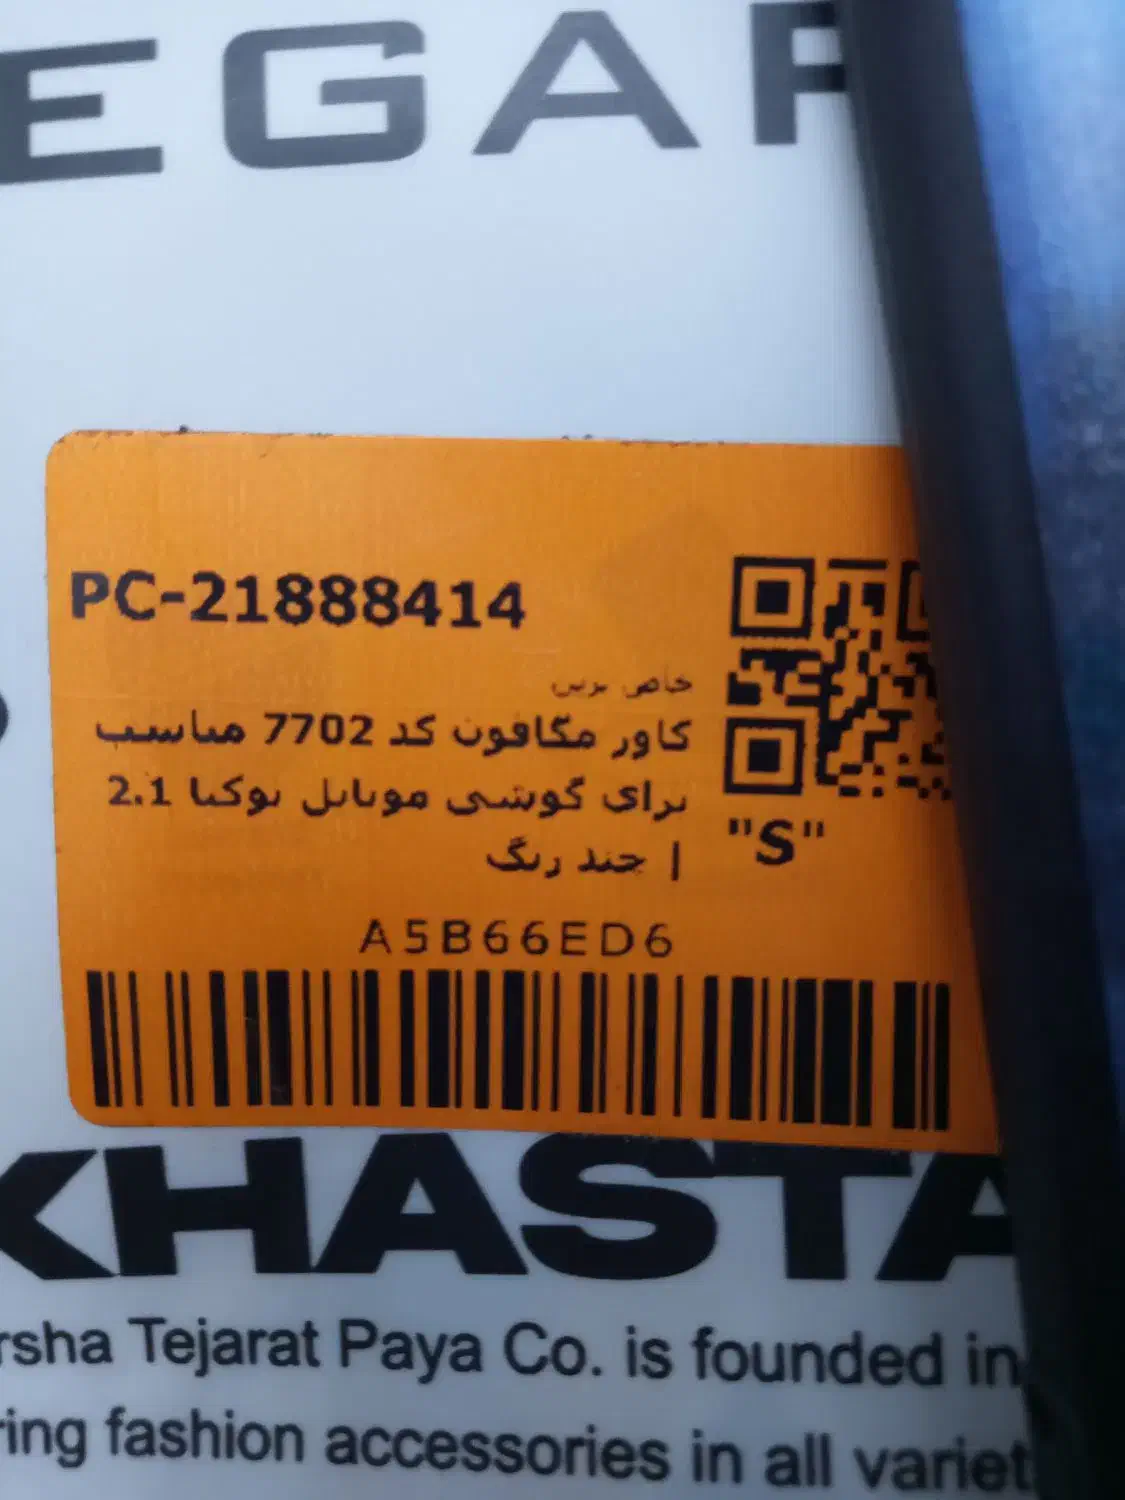 EGAR
PC-21888414
خاص پرس
کاور مگافون کد 7702 مناسب
برای گوشی موبایل نوکیا 2.1
| چند رنگ
"S"
A5B66ED6
KHASTA
rsha Tejarat Paya Co. is founded in
ring fashion accessories in all variet